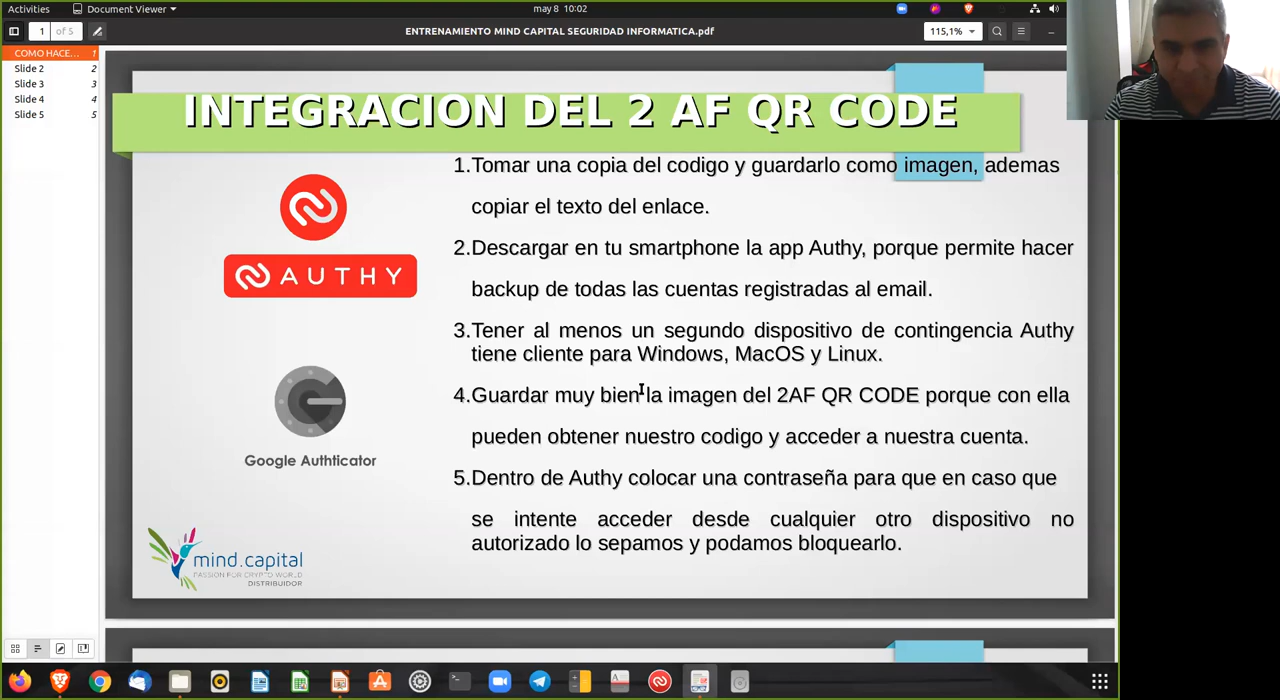 Activities
Document Viewer
may 8 10:02
1
of 5
ENTRENAMIENTO MIND CAPITAL SEGURIDAD INFORMATICA.pdf
115,1%
COMO HACE... 1
Slide 2 2
Slide 3 3
Slide 4 4
Slide 5 5
INTEGRACION DEL 2 AF QR CODE
1.Tomar una copia del codigo y guardarlo como imagen, ademas
copiar el texto del enlace.
2.Descargar en tu smartphone la app Authy, porque permite hacer
backup de todas las cuentas registradas al email.
3.Tener al menos un segundo dispositivo de contingencia Authy
tiene cliente para Windows, MacOS y Linux.
4.Guardar muy bien la imagen del 2AF QR CODE porque con ella
pueden obtener nuestro codigo y acceder a nuestra cuenta.
5.Dentro de Authy colocar una contraseña para que en caso que
se intente acceder desde cualquier otro dispositivo no
autorizado lo sepamos y podamos bloquearlo.
AUTHY
Google Authticator
mind.capital
PASSION FOR CRYPTO WORLD
DISTRIBUIDOR